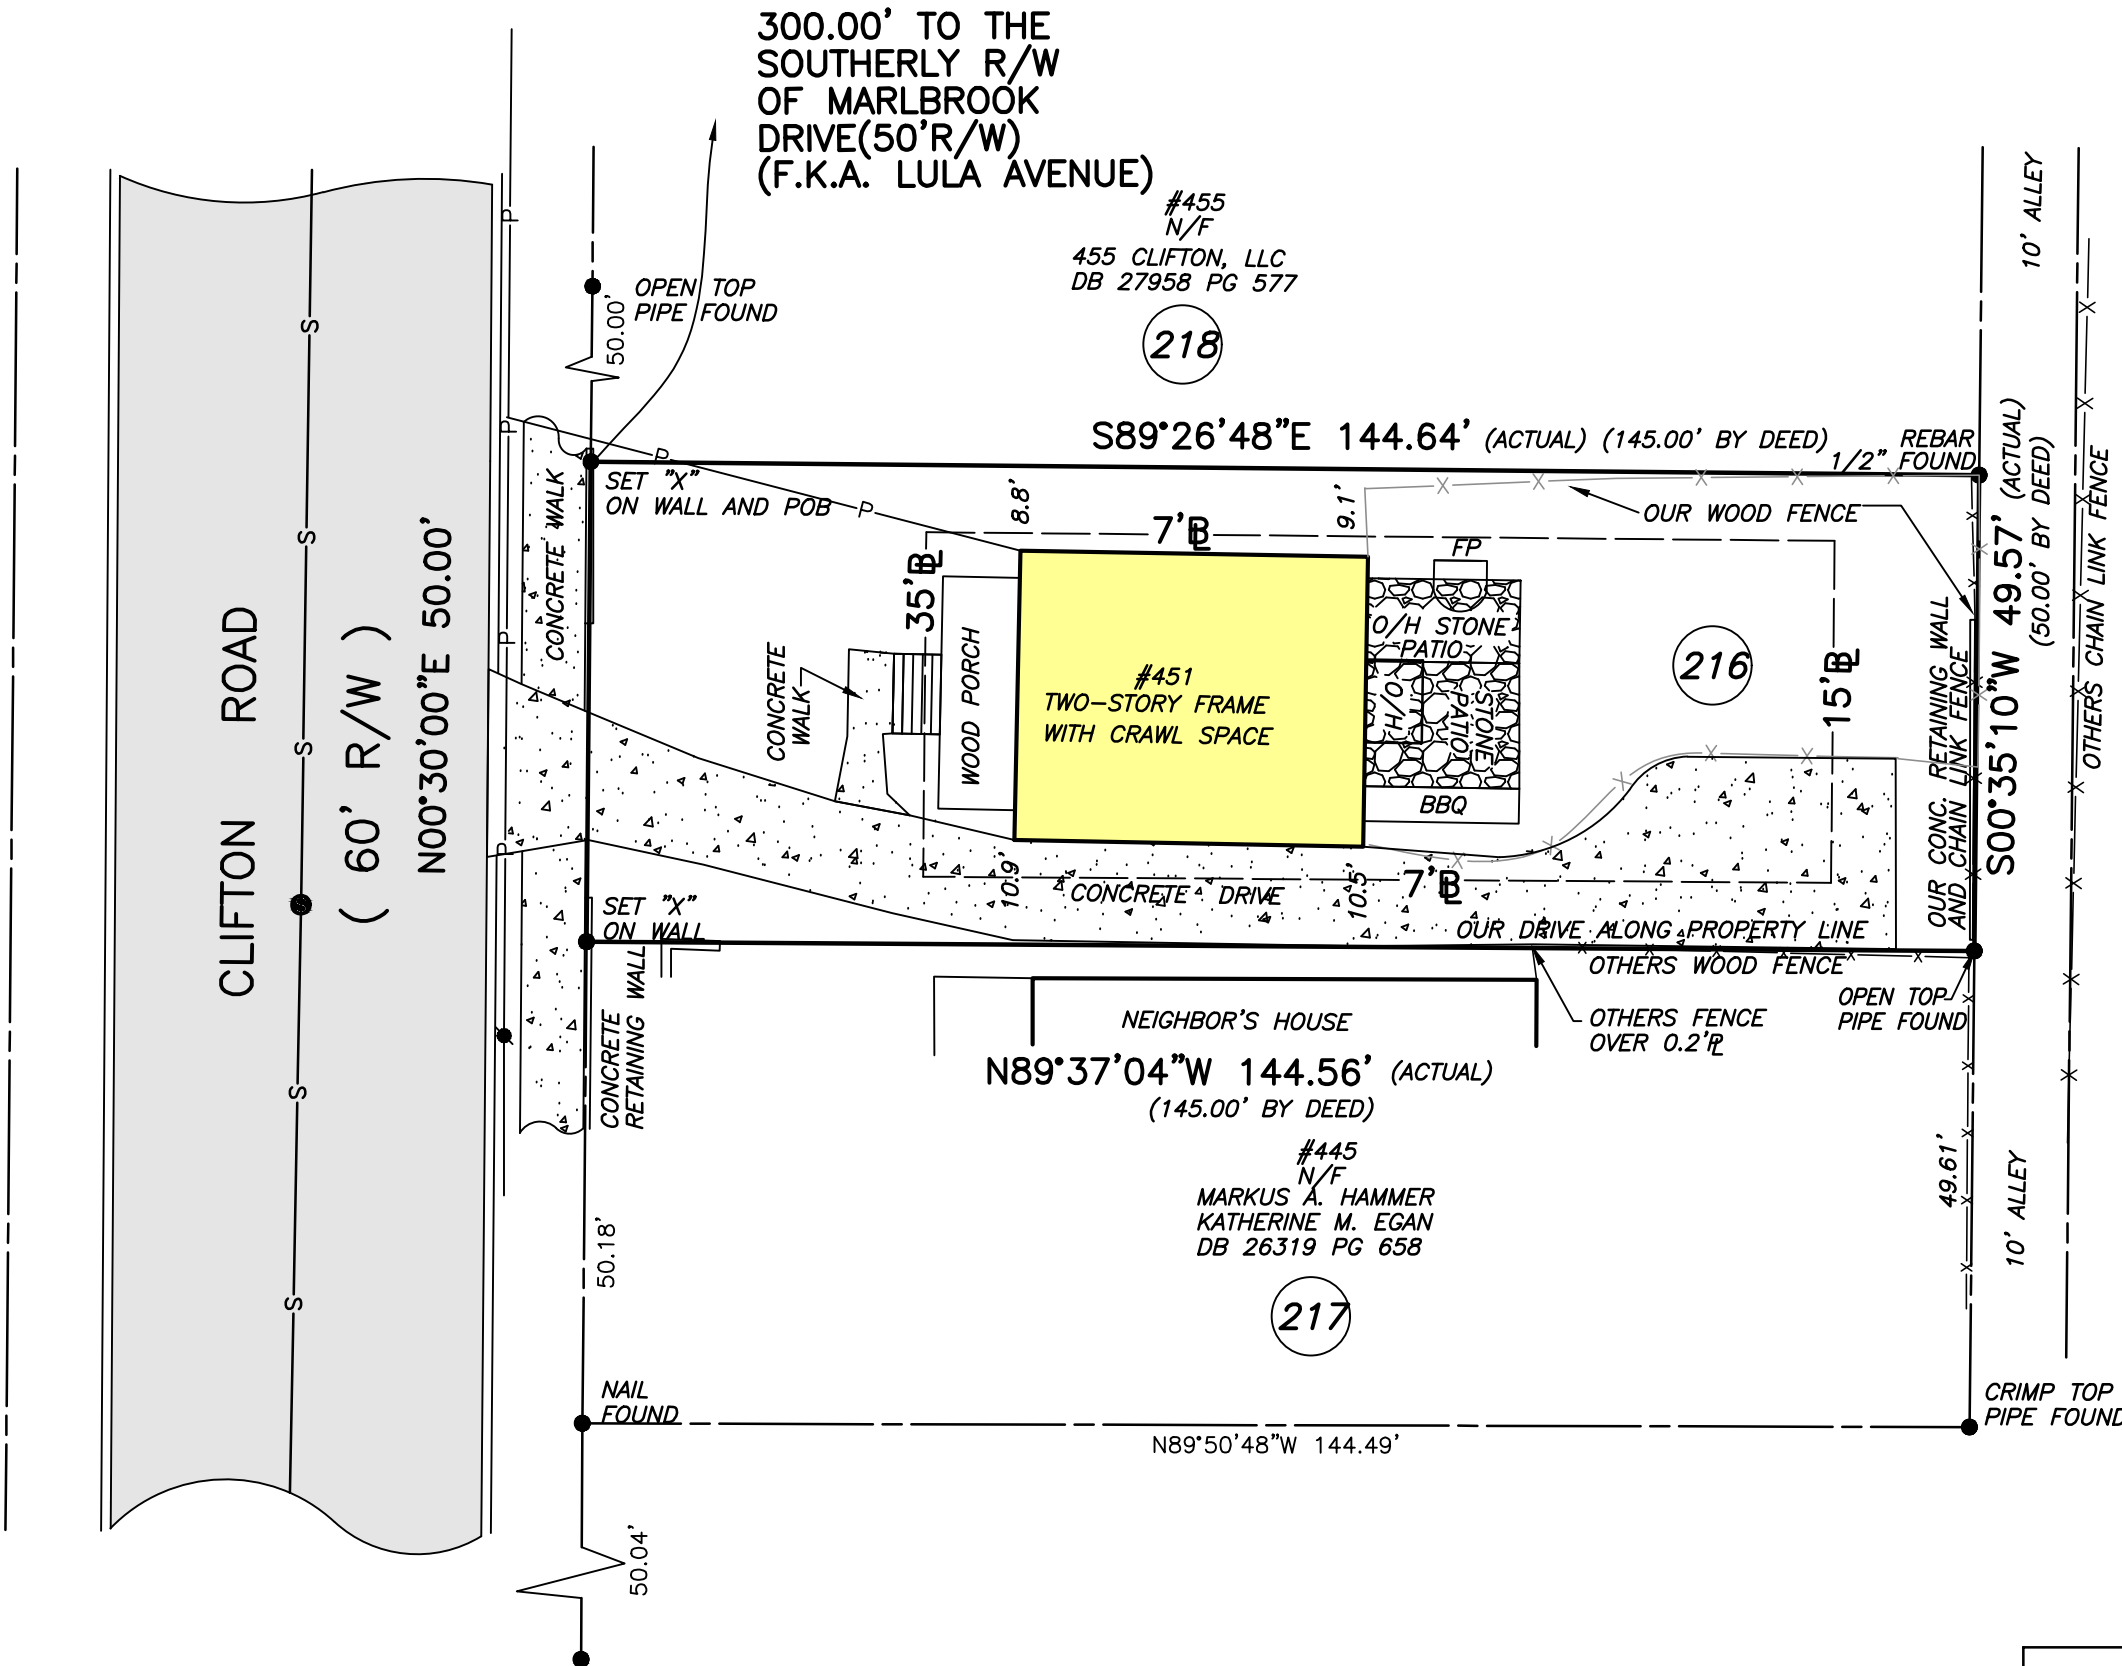 300.00' TO THE
SOUTHERLY R/W
OF MARLBROOK
DRIVE(50'R/W)
(F.K.A. LULA AVENUE)
#455
N/F
455 CLIFTON, LLC
DB 27958 PG 577
218
10' ALLEY
OPEN TOP
PIPE FOUND
50.00'
P
S
S89°26'48"E 144.64' (ACTUAL) (145.00' BY DEED)
1/2" REBAR
FOUND
SET "X"
ON WALL AND POB
P
P
P
8.8'
9.1'
7'BL
OUR WOOD FENCE
CONCRETE WALK
S
35'BL
FP
O/H STONE
PATIO
O/H
STONE
PATIO
BBQ
WOOD PORCH
CONCRETE
WALK
#451
TWO-STORY FRAME
WITH CRAWL SPACE
216
15'BL
OUR CONC. RETAINING WALL
AND CHAIN LINK FENCE
S00°35'10"W 49.57' (ACTUAL)
(50.00' BY DEED)
OTHERS CHAIN LINK FENCE
CLIFTON ROAD
( 60' R/W )
N00°30'00"E 50.00'
P
S
P
10.9'
10.5'
7'BL
CONCRETE DRIVE
SET "X"
ON WALL
OUR DRIVE ALONG PROPERTY LINE
OTHERS WOOD FENCE
OPEN TOP
PIPE FOUND
OTHERS FENCE
OVER 0.2'PL
NEIGHBOR'S HOUSE
CONCRETE
RETAINING WALL
N89°37'04"W 144.56' (ACTUAL)
(145.00' BY DEED)
S
#445
N/F
MARKUS A. HAMMER
KATHERINE M. EGAN
DB 26319 PG 658
49.61'
10' ALLEY
50.18'
217
S
NAIL
FOUND
CRIMP TOP
PIPE FOUND
N89°50'48"W 144.49'
50.04'